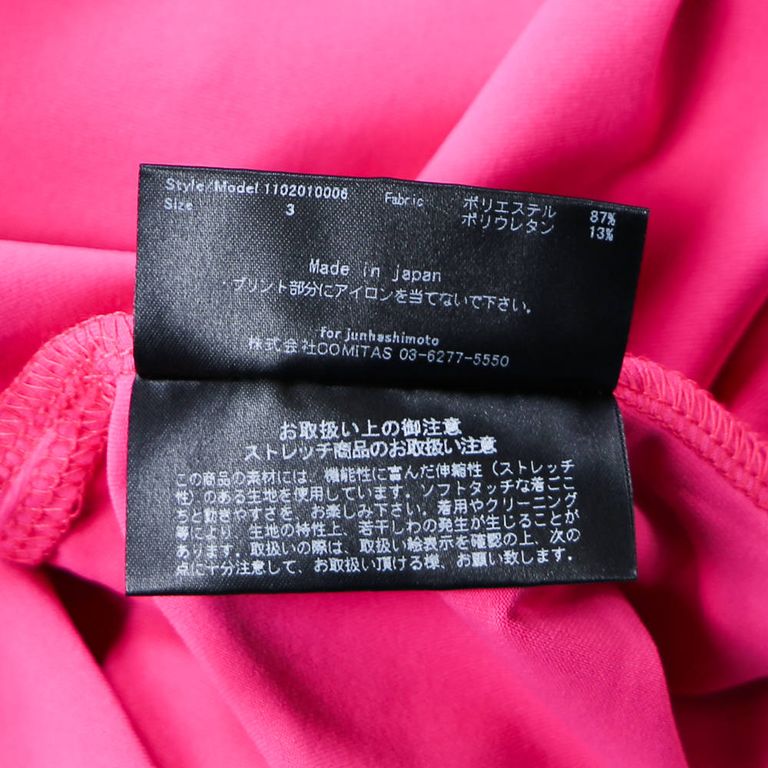 Style/Model 1102010006 Fabric ポリエステル 87%
Size 3 ポリウレタン 13%
Made in japan
プリント部分にアイロンを当てないで下さい。
for junhashimoto
株式会社COMITAS 03-6277-5550
お取扱い上の御注意
ストレッチ商品のお取扱い注意
この商品の素材には、機能性に富んだ伸縮性（ストレッチ
性）のある生地を使用しています。ソフトタッチな着ごこ
ちと動きやすさを、お楽しみ下さい。着用やクリーニング
等により、生地の特性上、若干しわの発生が生じることが
あります。取扱いの際は、取扱い絵表示を確認の上、次の
点に十分注意して、お取扱い頂ける様、お願い致します。